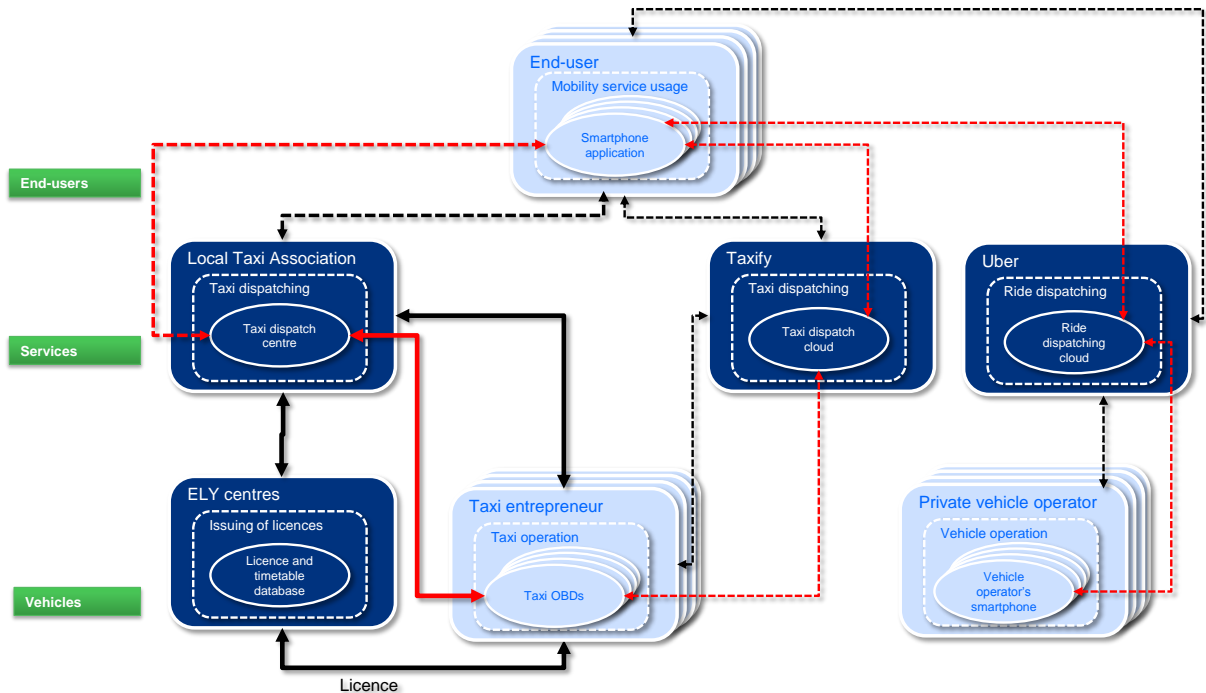 End-user
Mobility service usage
Smartphone
application
End-users
Local Taxi Association
Taxi dispatching
Taxi dispatch
centre
Taxify
Taxi dispatching
Taxi dispatch
cloud
Uber
Ride dispatching
Ride
dispatching
cloud
Services
ELY centres
Issuing of licences
Licence and
timetable
database
Taxi entrepreneur
Taxi operation
Taxi OBDs
Private vehicle operator
Vehicle operation
Vehicle
operator's
smartphone
Vehicles
Licence